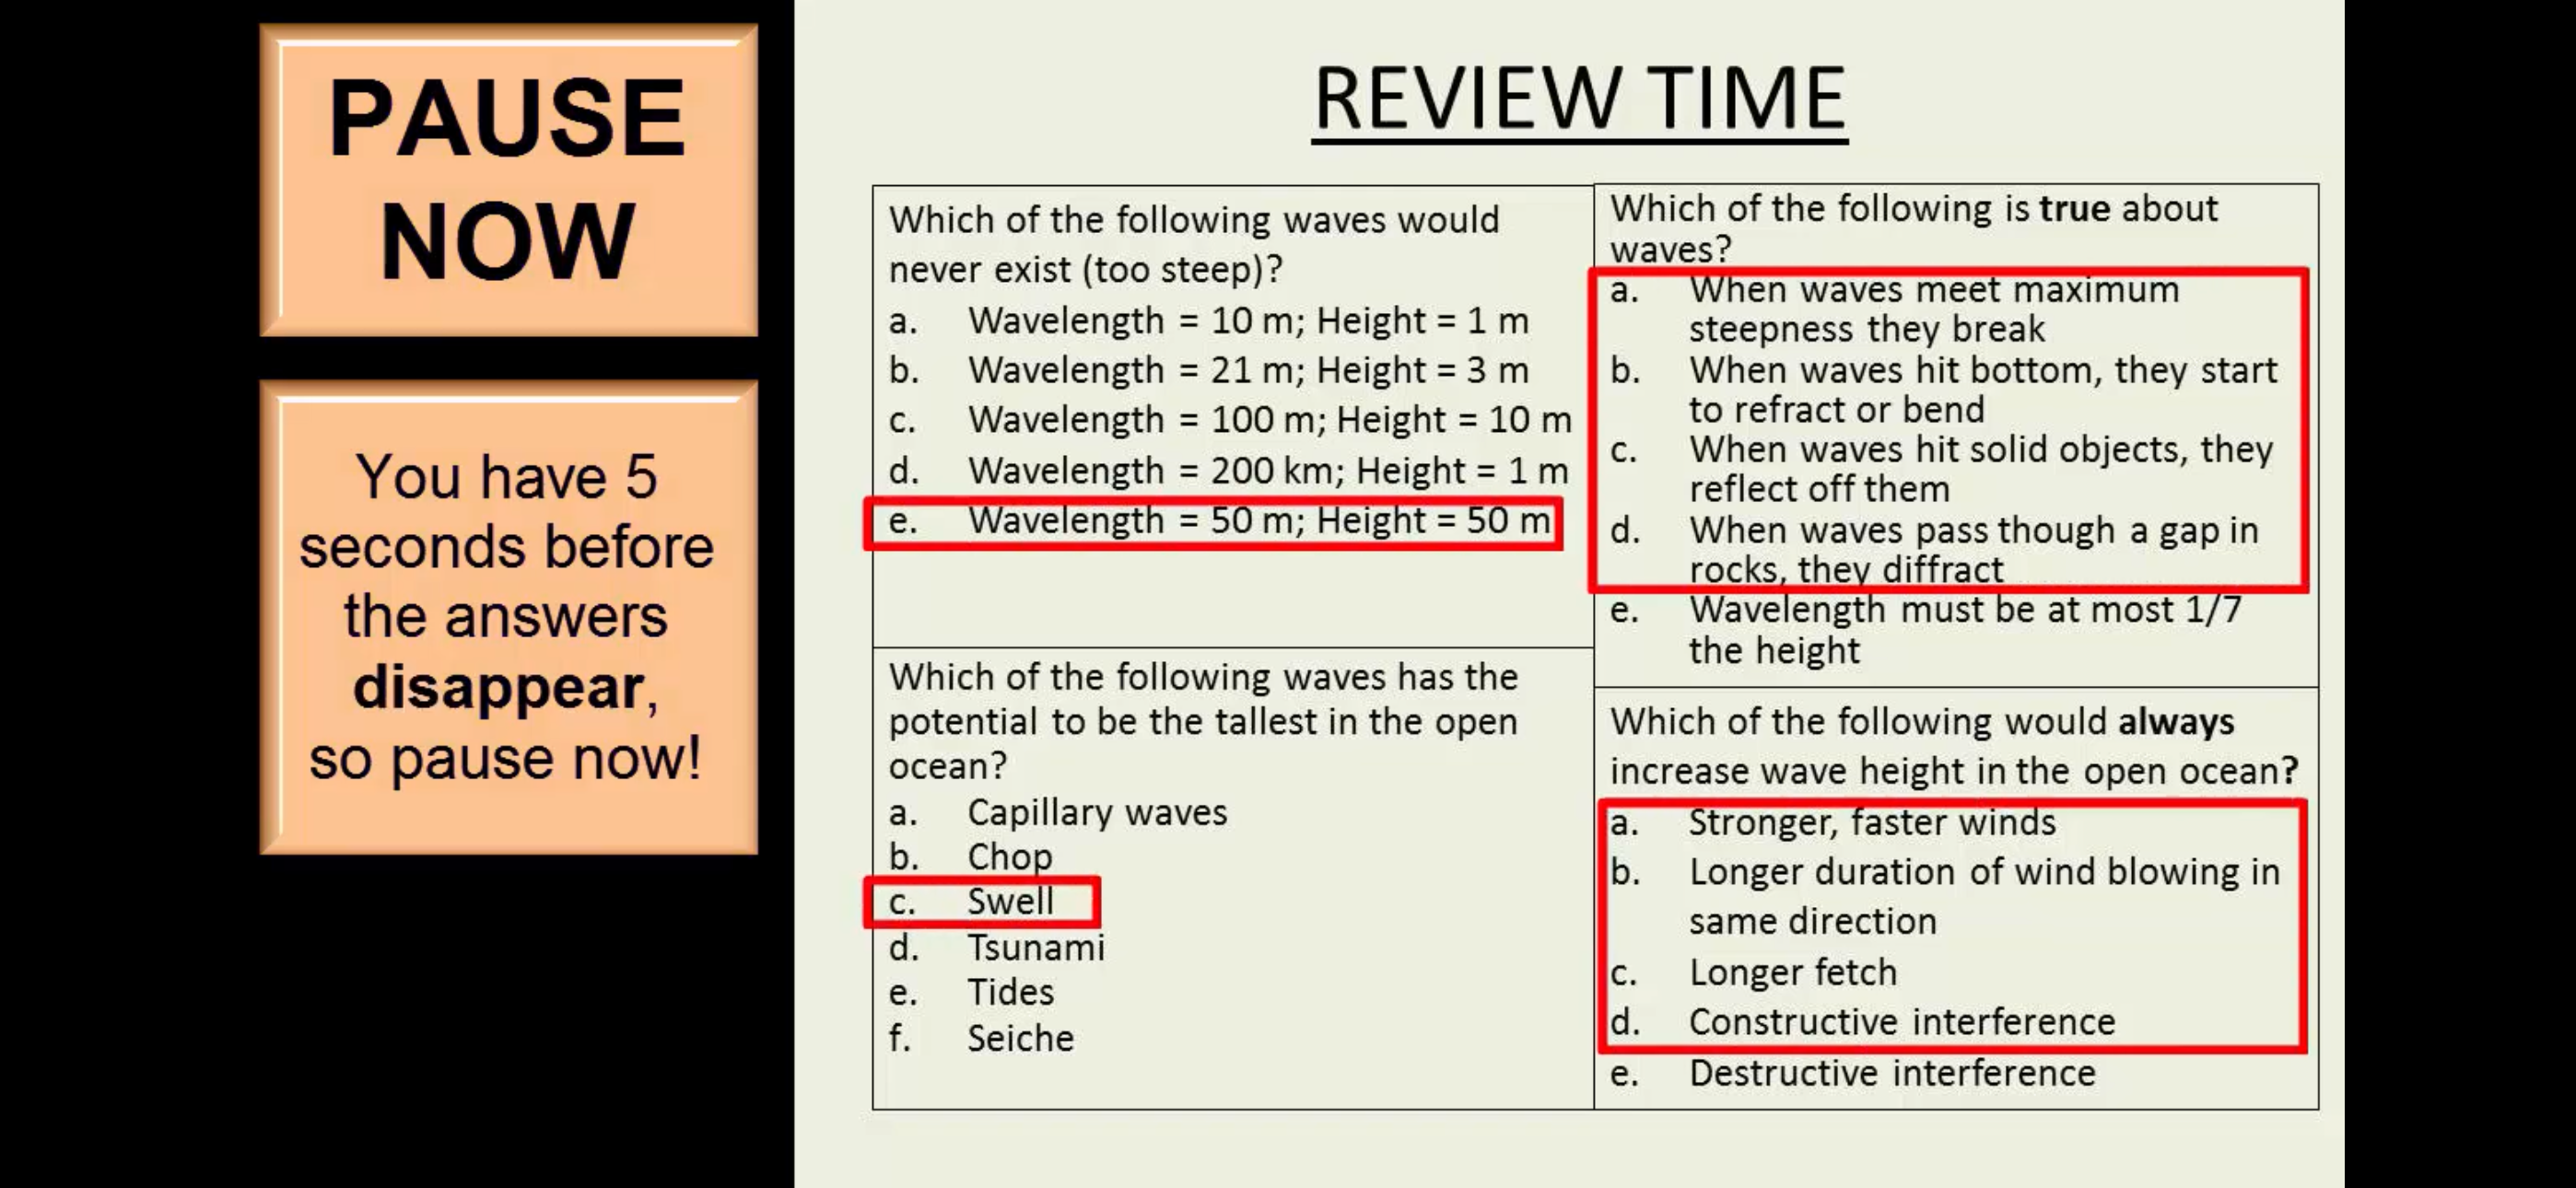 PAUSE
NOW
You have 5
seconds before
the answers
disappear,
so pause now!
REVIEW TIME
Which of the following waves would
never exist (too steep)?
a. Wavelength = 10 m; Height = 1 m
b. Wavelength = 21 m; Height = 3 m
c. Wavelength = 100 m; Height = 10 m
d. Wavelength = 200 km; Height = 1 m
e. Wavelength = 50 m; Height = 50 m
Which of the following is true about
waves?
a. When waves meet maximum
steepness they break
b. When waves hit bottom, they start
to refract or bend
c. When waves hit solid objects, they
reflect off them
d. When waves pass though a gap in
rocks, they diffract
e. Wavelength must be at most 1/7
the height
Which of the following waves has the
potential to be the tallest in the open
ocean?
a. Capillary waves
b. Chop
c. Swell
d. Tsunami
e. Tides
f. Seiche
Which of the following would always
increase wave height in the open ocean?
a. Stronger, faster winds
b. Longer duration of wind blowing in
same direction
c. Longer fetch
d. Constructive interference
e. Destructive interference